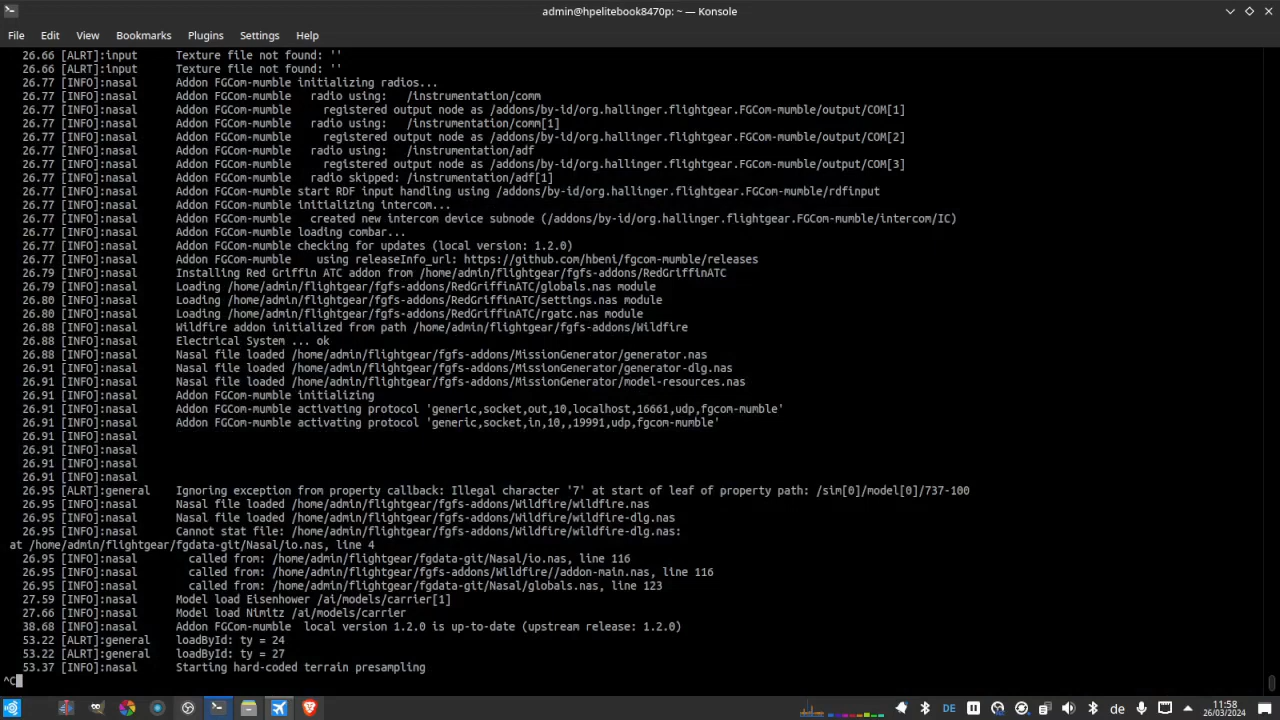 admin@hpelitebook8470p: ~ — Konsole
File Edit View Bookmarks Plugins Settings Help
26.66 [ALRT]:input Texture file not found: ''
26.66 [ALRT]:input Texture file not found: ''
26.77 [INFO]:nasal Addon FGCom-mumble initializing radios...
26.77 [INFO]:nasal Addon FGCom-mumble radio using: /instrumentation/comm
26.77 [INFO]:nasal Addon FGCom-mumble registered output node as /addons/by-id/org.hallinger.flightgear.FGCom-mumble/output/COM[1]
26.77 [INFO]:nasal Addon FGCom-mumble radio using: /instrumentation/comm[1]
26.77 [INFO]:nasal Addon FGCom-mumble registered output node as /addons/by-id/org.hallinger.flightgear.FGCom-mumble/output/COM[2]
26.77 [INFO]:nasal Addon FGCom-mumble radio using: /instrumentation/adf
26.77 [INFO]:nasal Addon FGCom-mumble registered output node as /addons/by-id/org.hallinger.flightgear.FGCom-mumble/output/COM[3]
26.77 [INFO]:nasal Addon FGCom-mumble radio skipped: /instrumentation/adf[1]
26.77 [INFO]:nasal Addon FGCom-mumble start RDF input handling using /addons/by-id/org.hallinger.flightgear.FGCom-mumble/rdfinput
26.77 [INFO]:nasal Addon FGCom-mumble initializing intercom...
26.77 [INFO]:nasal Addon FGCom-mumble created new intercom device subnode (/addons/by-id/org.hallinger.flightgear.FGCom-mumble/intercom/IC)
26.77 [INFO]:nasal Addon FGCom-mumble loading combar...
26.77 [INFO]:nasal Addon FGCom-mumble checking for updates (local version: 1.2.0)
26.77 [INFO]:nasal Addon FGCom-mumble using releaseInfo_url: https://github.com/hbeni/fgcom-mumble/releases
26.79 [INFO]:nasal Installing Red Griffin ATC addon from /home/admin/flightgear/fgfs-addons/RedGriffinATC
26.79 [INFO]:nasal Loading /home/admin/flightgear/fgfs-addons/RedGriffinATC/globals.nas module
26.80 [INFO]:nasal Loading /home/admin/flightgear/fgfs-addons/RedGriffinATC/settings.nas module
26.80 [INFO]:nasal Loading /home/admin/flightgear/fgfs-addons/RedGriffinATC/rgatc.nas module
26.88 [INFO]:nasal Wildfire addon initialized from path /home/admin/flightgear/fgfs-addons/Wildfire
26.88 [INFO]:nasal Electrical System ... ok
26.88 [INFO]:nasal Nasal file loaded /home/admin/flightgear/fgfs-addons/MissionGenerator/generator.nas
26.91 [INFO]:nasal Nasal file loaded /home/admin/flightgear/fgfs-addons/MissionGenerator/generator-dlg.nas
26.91 [INFO]:nasal Nasal file loaded /home/admin/flightgear/fgfs-addons/MissionGenerator/model-resources.nas
26.91 [INFO]:nasal Addon FGCom-mumble initializing
26.91 [INFO]:nasal Addon FGCom-mumble activating protocol 'generic,socket,out,10,localhost,16661,udp,fgcom-mumble'
26.91 [INFO]:nasal Addon FGCom-mumble activating protocol 'generic,socket,in,10,,19991,udp,fgcom-mumble'
26.91 [INFO]:nasal
26.91 [INFO]:nasal
26.91 [INFO]:nasal
26.91 [INFO]:nasal
26.95 [ALRT]:general Ignoring exception from property callback: Illegal character '7' at start of leaf of property path: /sim[0]/model[0]/737-100
26.95 [INFO]:nasal Nasal file loaded /home/admin/flightgear/fgfs-addons/Wildfire/wildfire.nas
26.95 [INFO]:nasal Nasal file loaded /home/admin/flightgear/fgfs-addons/Wildfire/wildfire-dlg.nas
26.95 [INFO]:nasal Cannot stat file: /home/admin/flightgear/fgfs-addons/Wildfire/wildfire-dlg.nas:
at /home/admin/flightgear/fgdata-git/Nasal/io.nas, line 4
26.95 [INFO]:nasal called from: /home/admin/flightgear/fgdata-git/Nasal/io.nas, line 116
26.95 [INFO]:nasal called from: /home/admin/flightgear/fgfs-addons/Wildfire//addon-main.nas, line 116
26.95 [INFO]:nasal called from: /home/admin/flightgear/fgdata-git/Nasal/globals.nas, line 123
27.59 [INFO]:nasal Model load Eisenhower /ai/models/carrier[1]
27.66 [INFO]:nasal Model load Nimitz /ai/models/carrier
38.68 [INFO]:nasal Addon FGCom-mumble local version 1.2.0 is up-to-date (upstream release: 1.2.0)
53.22 [ALRT]:general loadById: ty = 24
53.22 [ALRT]:general loadById: ty = 27
53.37 [INFO]:nasal Starting hard-coded terrain presampling
^C
DE de 11:58
26/03/2024